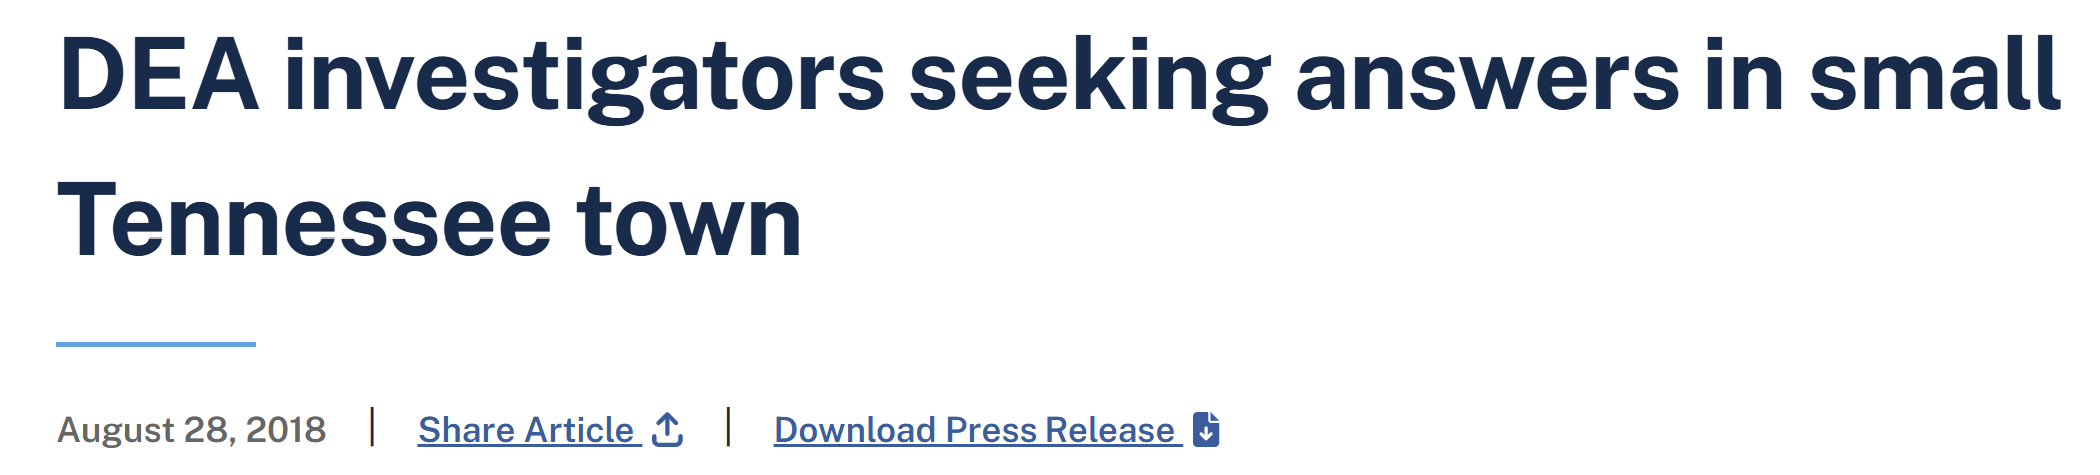 DEA investigators seeking answers in small
Tennessee town
August 28, 2018 | Share Article | Download Press Release